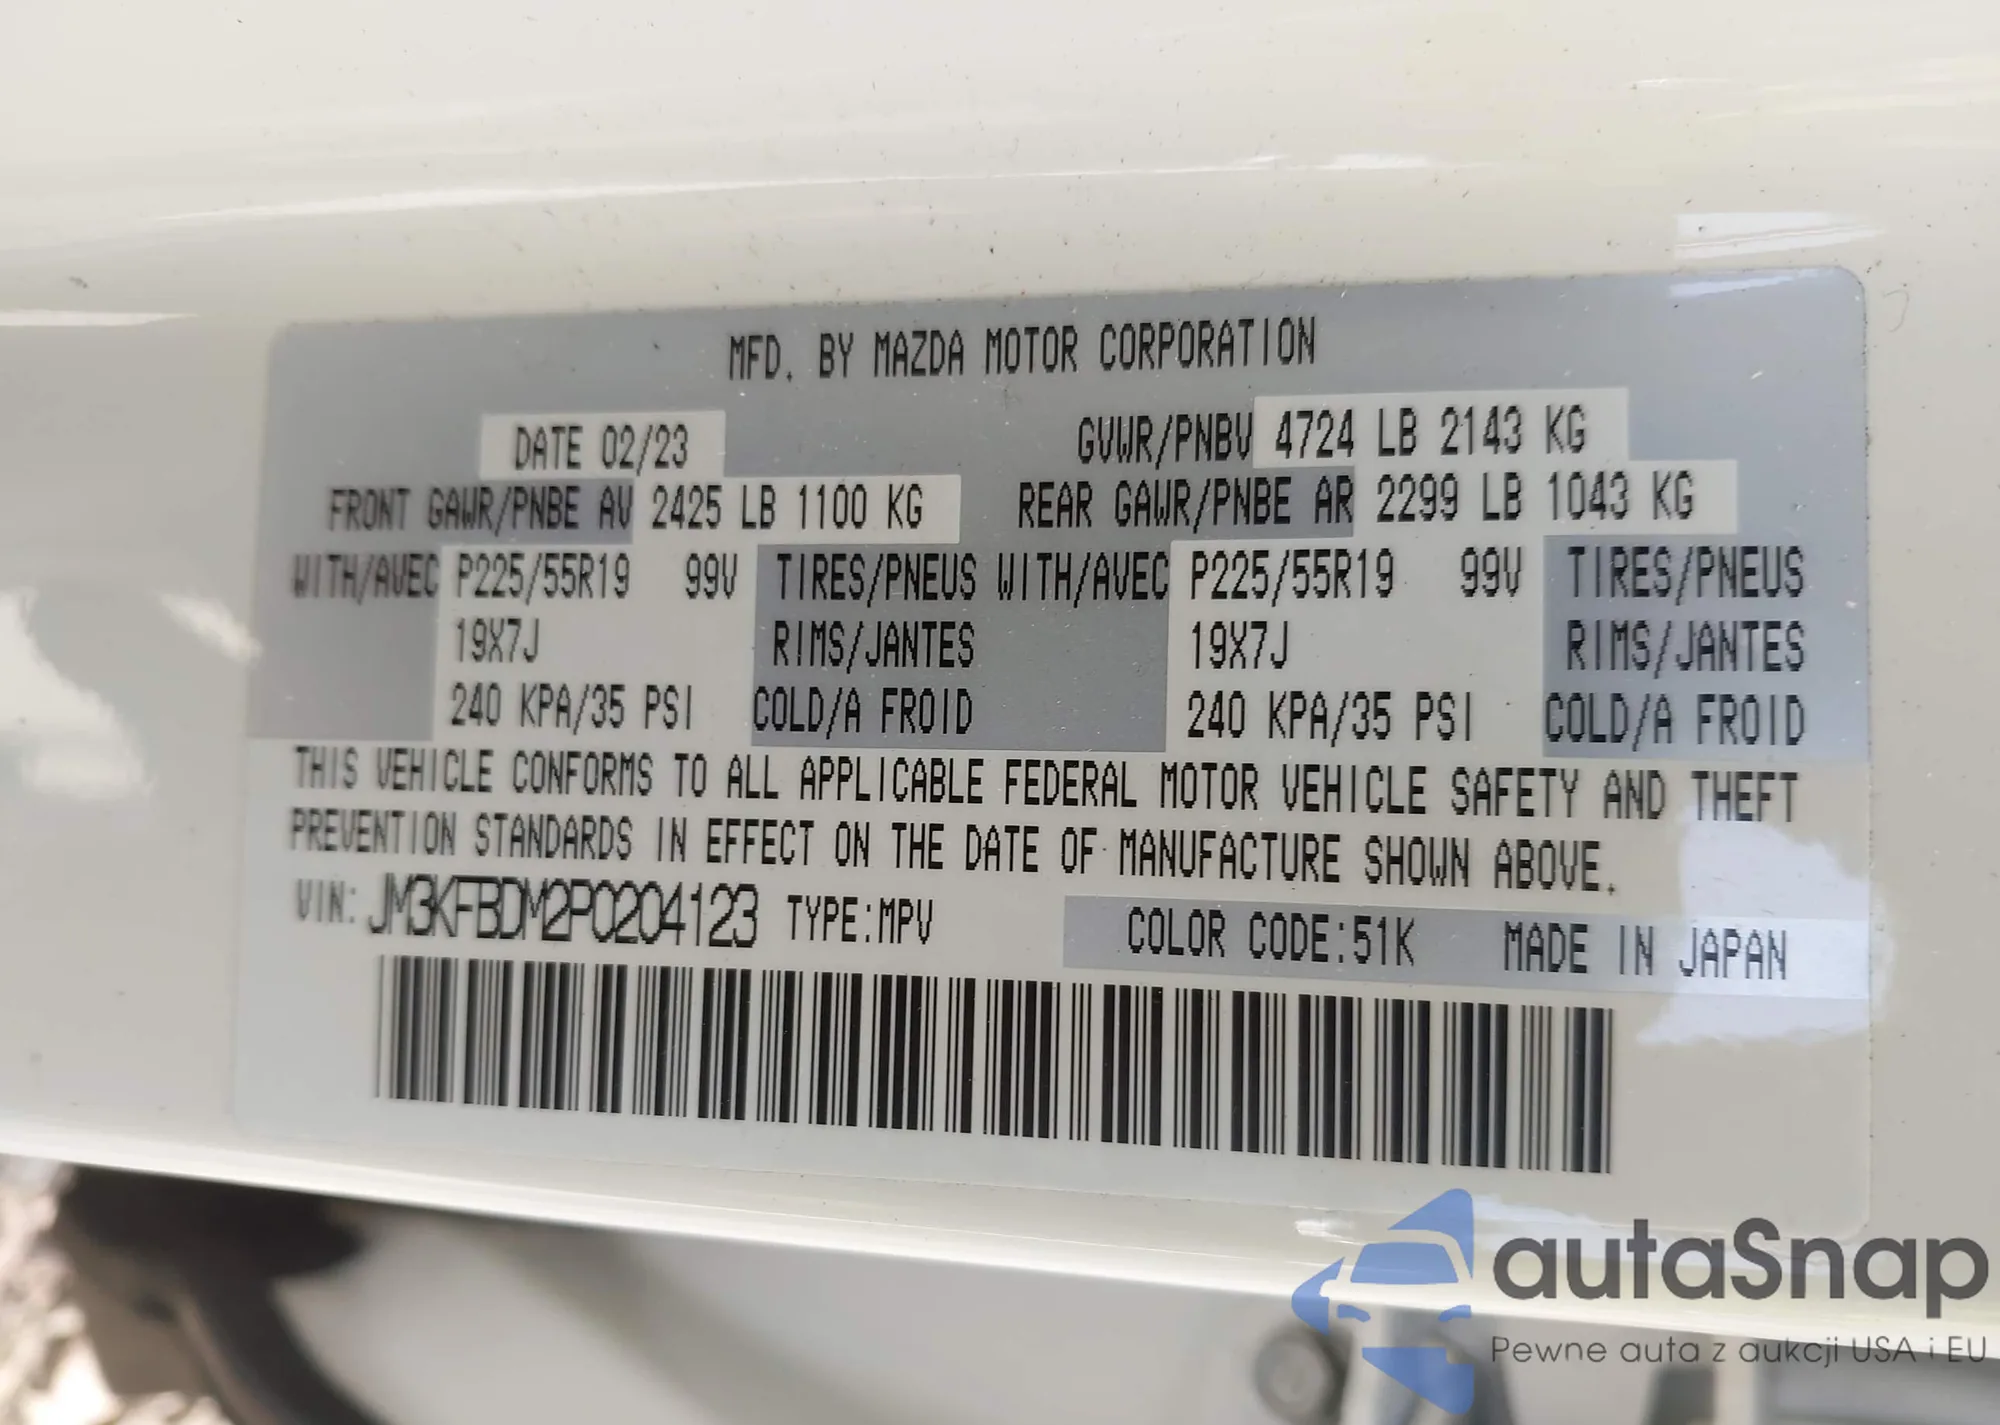 MFD. BY MAZDA MOTOR CORPORATION
DATE 02/23 GVWR/PNBV 4724 LB 2143 KG
FRONT GAWR/PNBE AV 2425 LB 1100 KG REAR GAWR/PNBE AR 2299 LB 1043 KG
WITH/AVEC P225/55R19 99V TIRES/PNEUS WITH/AVEC P225/55R19 99V TIRES/PNEUS
19X7J RIMS/JANTES 19X7J RIMS/JANTES
240 KPA/35 PSI COLD/A FROID 240 KPA/35 PSI COLD/A FROID
THIS VEHICLE CONFORMS TO ALL APPLICABLE FEDERAL MOTOR VEHICLE SAFETY AND THEFT
PREVENTION STANDARDS IN EFFECT ON THE DATE OF MANUFACTURE SHOWN ABOVE.
VIN: JM3KFBDM2P0204123 TYPE:MPV COLOR CODE:51K MADE IN JAPAN
autaSnap
Pewne auta z aukcji USA i EU